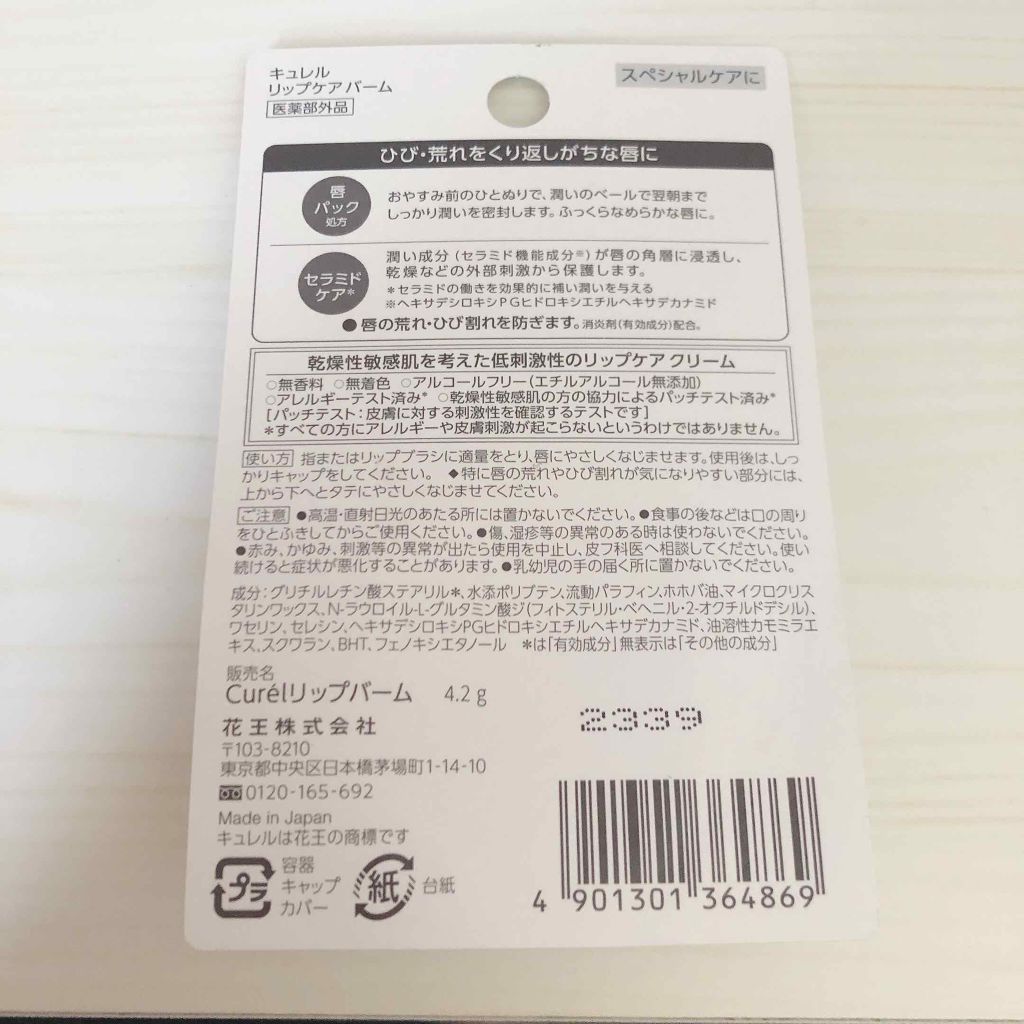 キュレル
リップケア バーム
医薬部外品
スペシャルケアに
ひび・荒れをくり返しがちな唇に
唇
パック
処方
おやすみ前のひとぬりで、潤いのベールで翌朝まで
しっかり潤いを密封します。ふっくらなめらかな唇に。
セラミド
ケア*
潤い成分(セラミド機能成分※)が唇の角層に浸透し、
乾燥などの外部刺激から保護します。
*セラミドの働きを効果的に補い潤いを与える
※ヘキサデシロキシPGヒドロキシエチルヘキサデカナミド
●唇の荒れ・ひび割れを防ぎます。消炎剤(有効成分)配合。
乾燥性敏感肌を考えた低刺激性のリップケア クリーム
○無香料 ○無着色 ○アルコールフリー(エチルアルコール無添加)
○アレルギーテスト済み* ○乾燥性敏感肌の方の協力によるパッチテスト済み*
[パッチテスト:皮膚に対する刺激性を確認するテストです]
*すべての方にアレルギーや皮膚刺激が起こらないというわけではありません。
使い方 指またはリップブラシに適量をとり、唇にやさしくなじませます。使用後は、しっ
かりキャップをしてください。 ◆特に唇の荒れやひび割れが気になりやすい部分には、
上から下へとタテにやさしくなじませてください。
ご注意 ●高温・直射日光のあたる所には置かないでください。●食事の後などは口の周り
をひとふきしてからご使用ください。●傷、湿疹等の異常のある時は使わないでください。
●赤み、かゆみ、刺激等の異常が出たら使用を中止し、皮フ科医へ相談してください。使い
続けると症状が悪化することがあります。●乳幼児の手の届く所に置かないでください。
成分:グリチルレチン酸ステアリル*、水添ポリブテン、流動パラフィン、ホホバ油、マイクロクリス
タリンワックス、N-ラウロイル-L-グルタミン酸ジ(フィトステリル・ベヘニル・2-オクチルドデシル)、
ワセリン、セレシン、ヘキサデシロキシPGヒドロキシエチルヘキサデカナミド、油溶性カモミラエ
キス、スクワラン、BHT、フェノキシエタノール *は「有効成分」無表示は「その他の成分」
販売名
Curélリップバーム 4.2 g
2339
花王株式会社
〒103-8210
東京都中央区日本橋茅場町1-14-10
0120-165-692
Made in Japan
キュレルは花王の商標です
プラ
容器
キャップ
カバー
紙
台紙
4 901301 364869